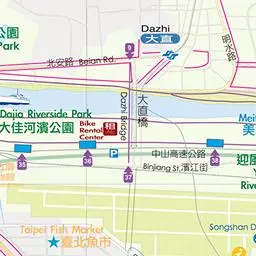 公園
Park
Dazhi
大直
9
北安路 Beian Rd.
明水路
大直橋
Dazhi Bridge
Dajia Riverside Park
大佳河濱公園
Bike
Rental
Center
租
Meit
美
P
中山高速公路
Binjiang St. 濱江街
迎風
Y
River
35
36
37
38
Songshan D
Taipei Fish Market
臺北魚市